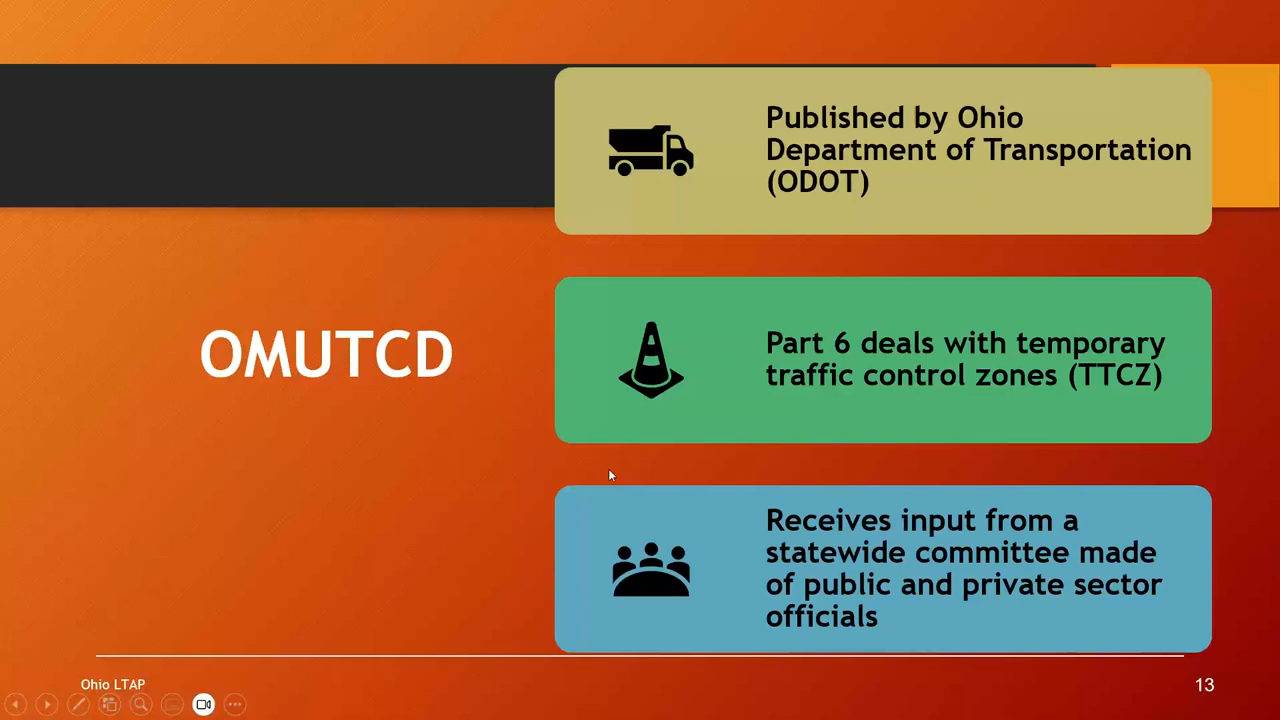 OMUTCD
Published by Ohio
Department of Transportation
(ODOT)
Part 6 deals with temporary
traffic control zones (TTCZ)
Receives input from a
statewide committee made
of public and private sector
officials
Ohio LTAP
13